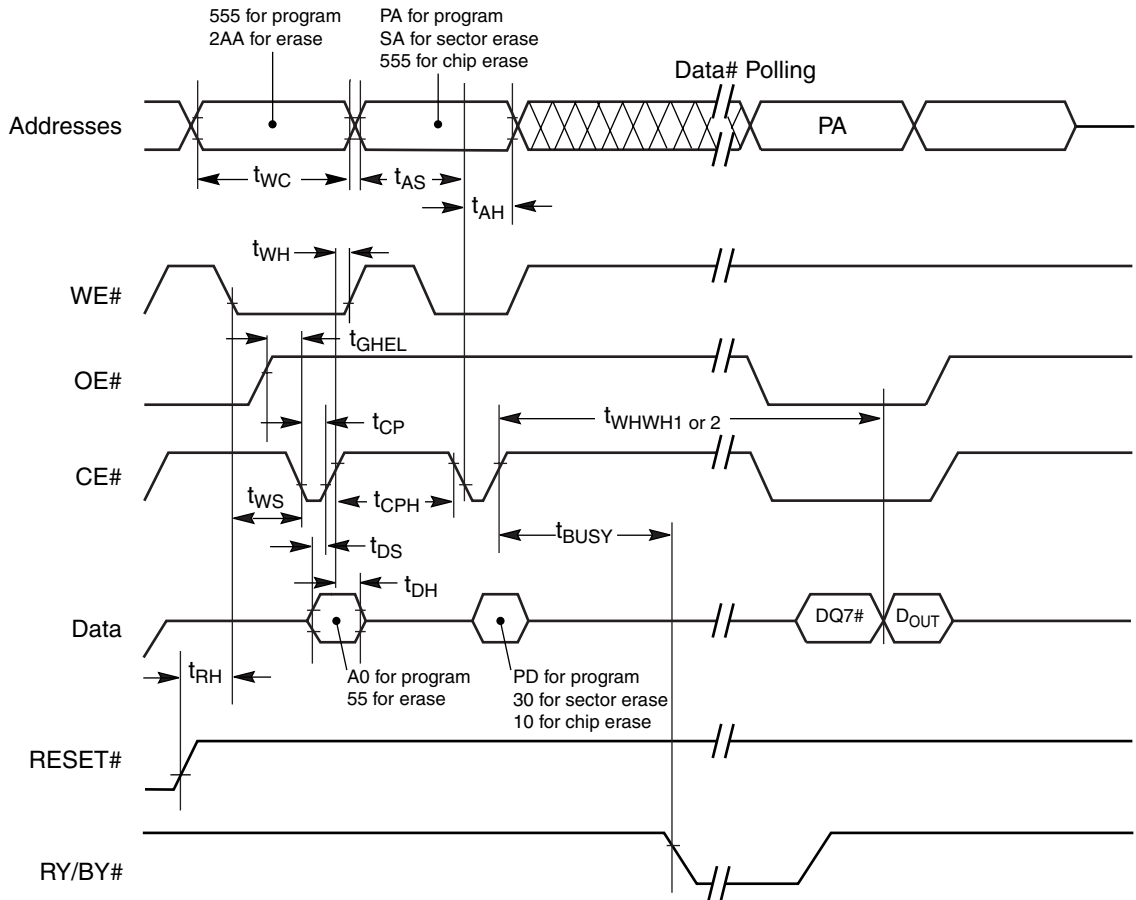 555 for program
2AA for erase
PA for program
SA for sector erase
555 for chip erase
Data# Polling
Addresses
PA
tWC
tAS
tAH
tWH
WE#
tGHEL
OE#
tCP
tWHWH1 or 2
CE#
tWS
tCPH
tBUSY
tDS
tDH
Data
DQ7#
DOUT
tRH
A0 for program
55 for erase
PD for program
30 for sector erase
10 for chip erase
RESET#
RY/BY#